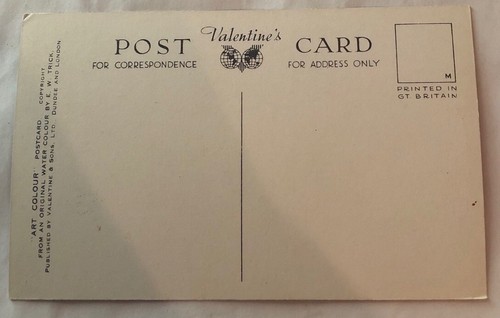 POST Valentine's CARD
FOR CORRESPONDENCE FOR ADDRESS ONLY
M
PRINTED IN
GT. BRITAIN
"ART COLOUR" POSTCARD COPYRIGHT
FROM AN ORIGINAL WATER COLOUR BY E. W. TRICK.
PUBLISHED BY VALENTINE & SONS, LTD. DUNDEE AND LONDON